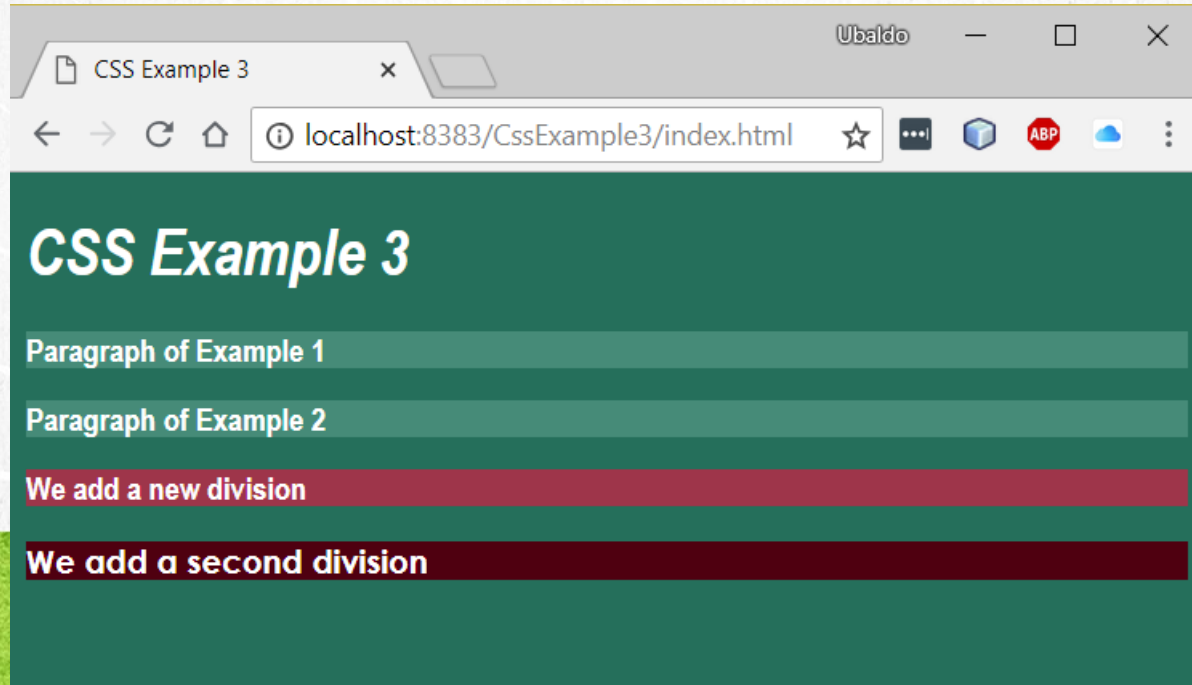 Ubaldo
CSS Example 3
localhost:8383/CssExample3/index.html
ABP
CSS Example 3
Paragraph of Example 1
Paragraph of Example 2
We add a new division
We add a second division